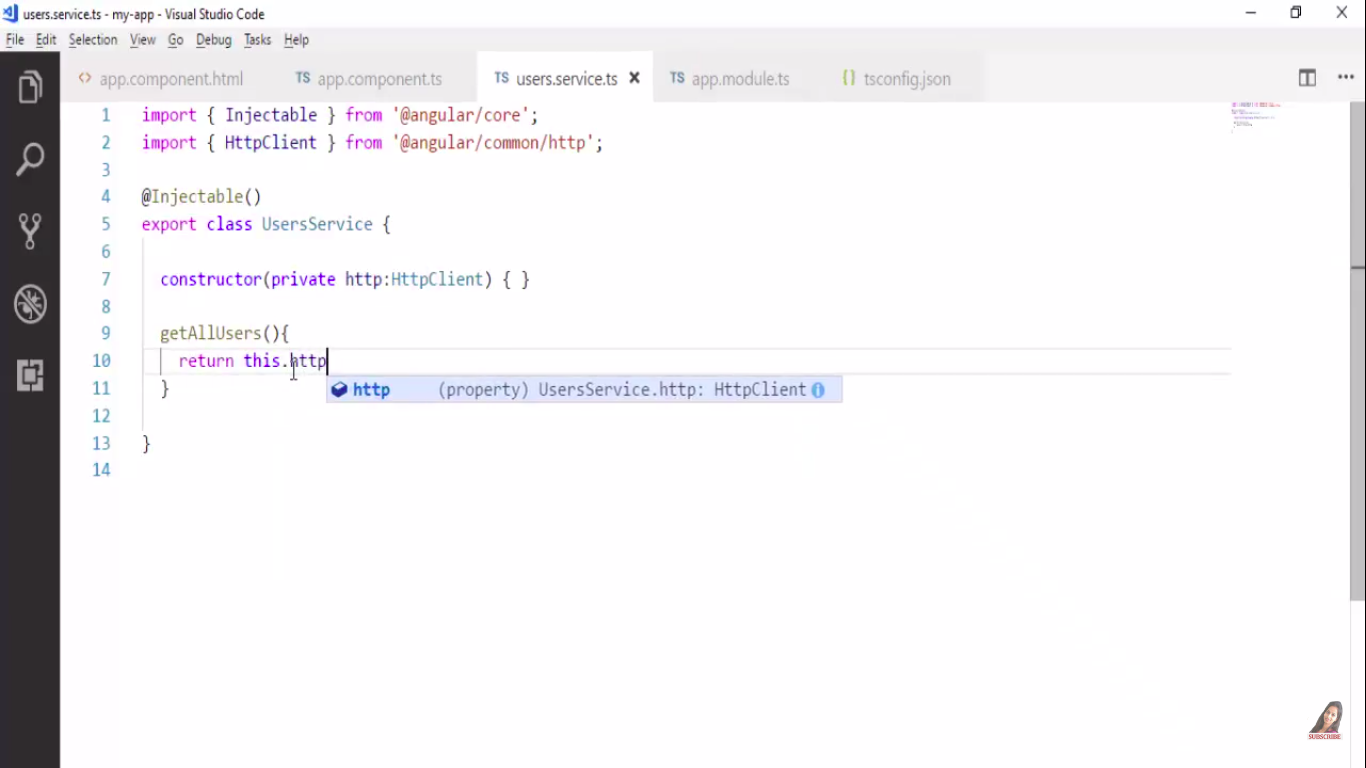 users.service.ts - my-app - Visual Studio Code
File Edit Selection View Go Debug Tasks Help
<> app.component.html TS app.component.ts TS users.service.ts × TS app.module.ts {} tsconfig.json
1 import { Injectable } from '@angular/core';
2 import { HttpClient } from '@angular/common/http';
3
4 @Injectable()
5 export class UsersService {
6
7 constructor(private http:HttpClient) { }
8
9 getAllUsers(){
10 return this.http
http (property) UsersService.http: HttpClient
11 }
12
13 }
14
SUBSCRIBE